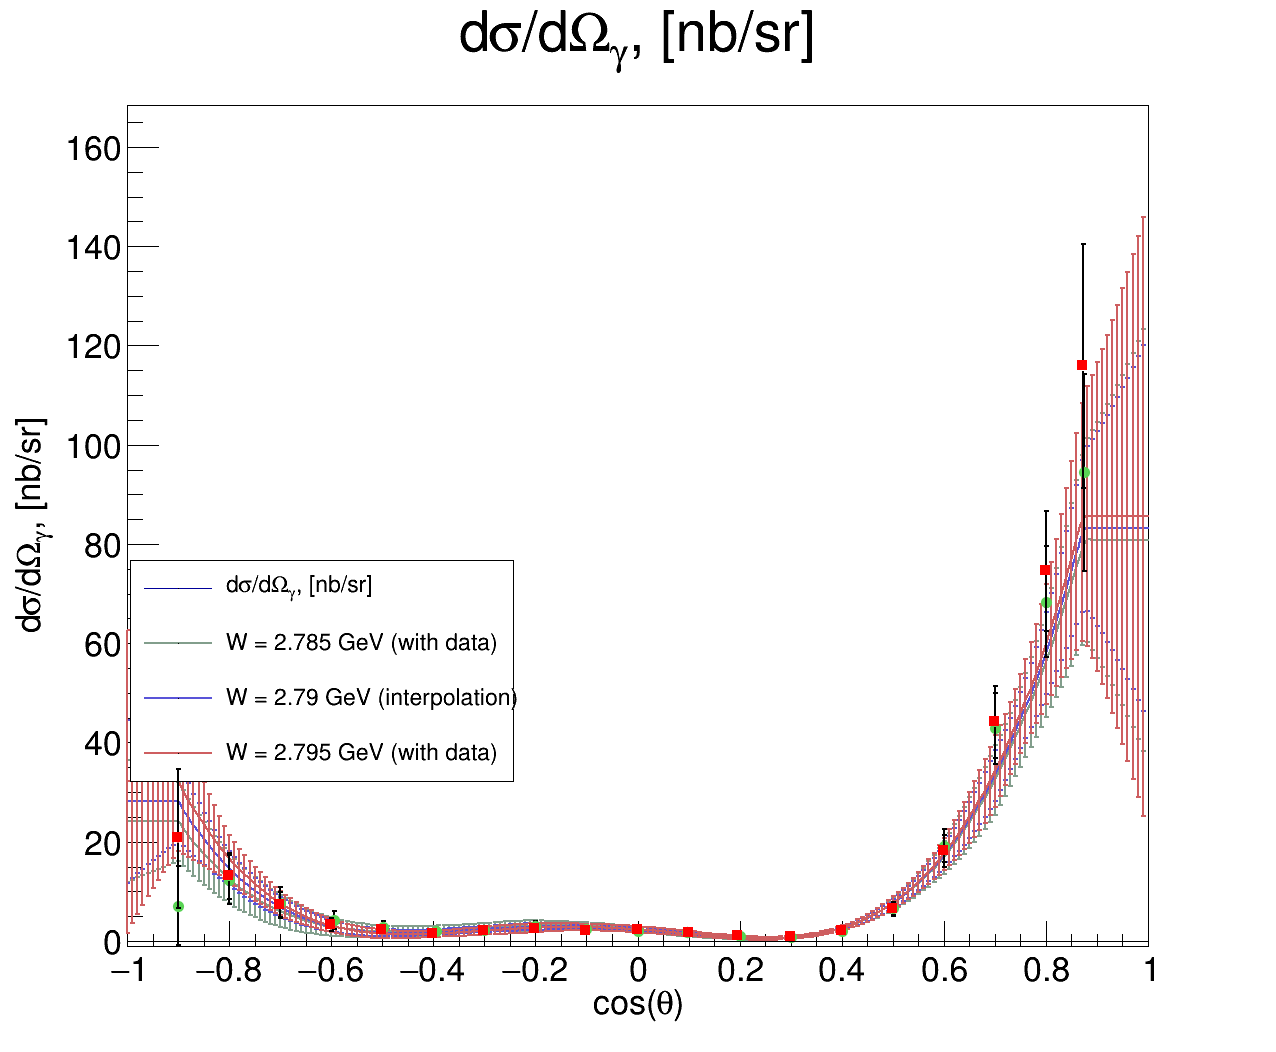 dσ/dΩγ, [nb/sr]
dσ/dΩγ, [nb/sr]
160
140
120
100
80
60
40
20
0
dσ/dΩγ, [nb/sr]
W = 2.785 GeV (with data)
W = 2.79 GeV (interpolation)
W = 2.795 GeV (with data)
−1 −0.8 −0.6 −0.4 −0.2 0 0.2 0.4 0.6 0.8 1
cos(θ)